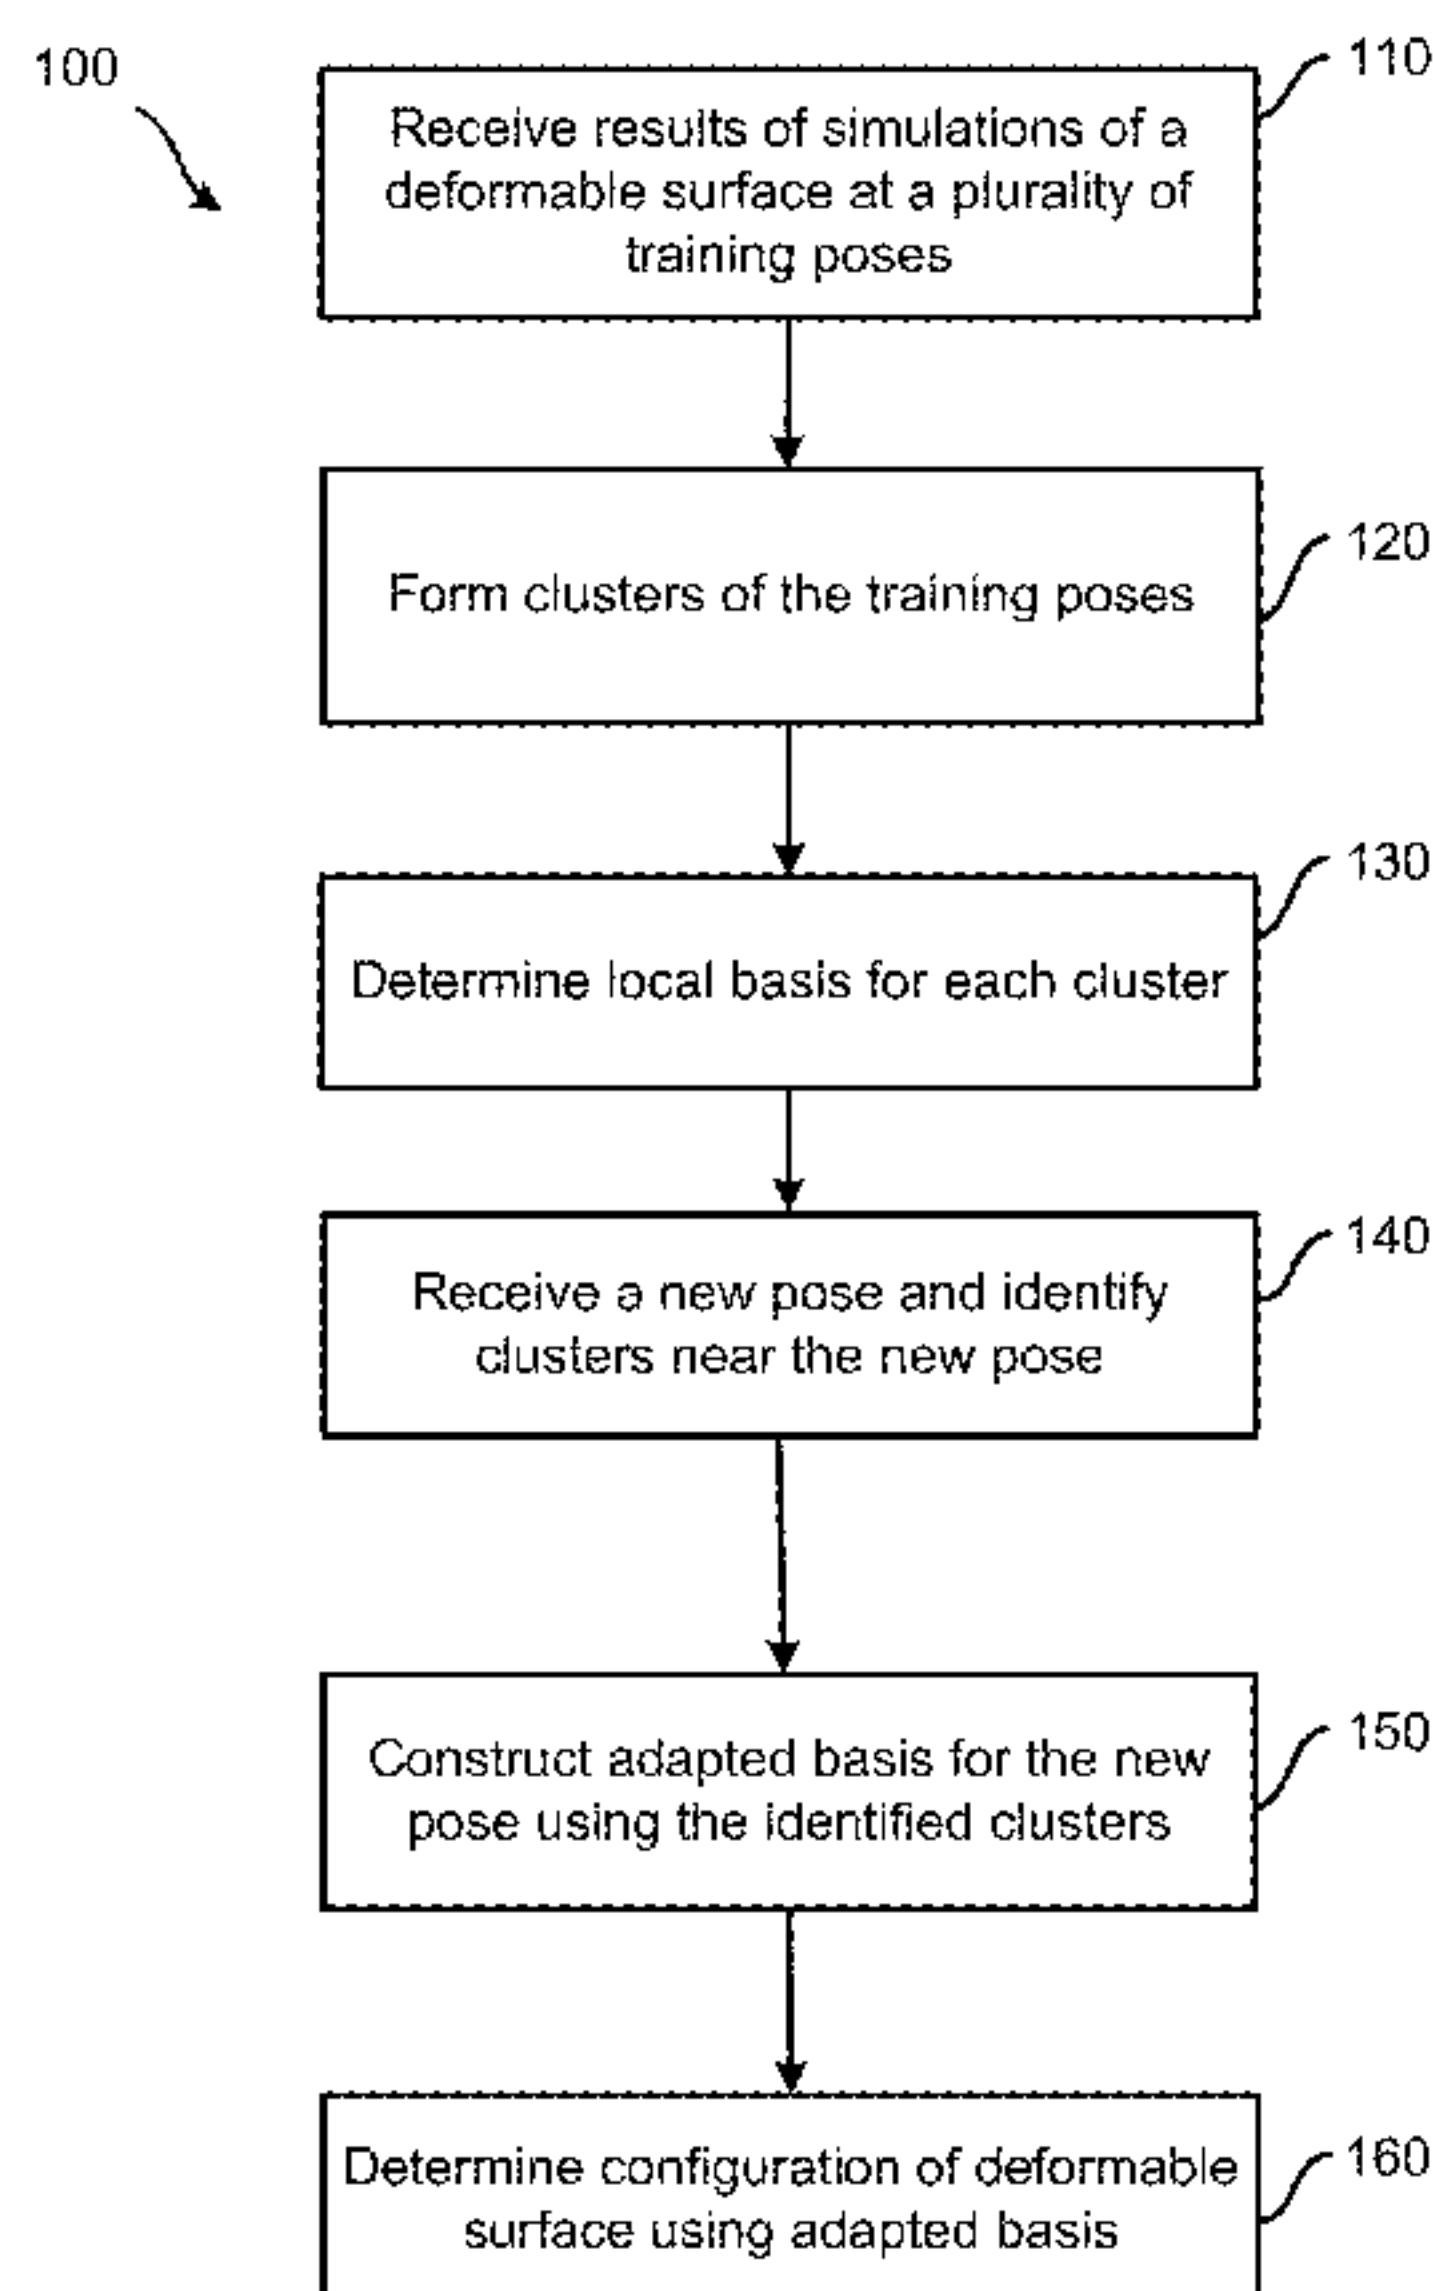 100
110
Receive results of simulations of a
deformable surface at a plurality of
training poses
120
Form clusters of the training poses
130
Determine local basis for each cluster
140
Receive a new pose and identify
clusters near the new pose
150
Construct adapted basis for the new
pose using the identified clusters
160
Determine configuration of deformable
surface using adapted basis